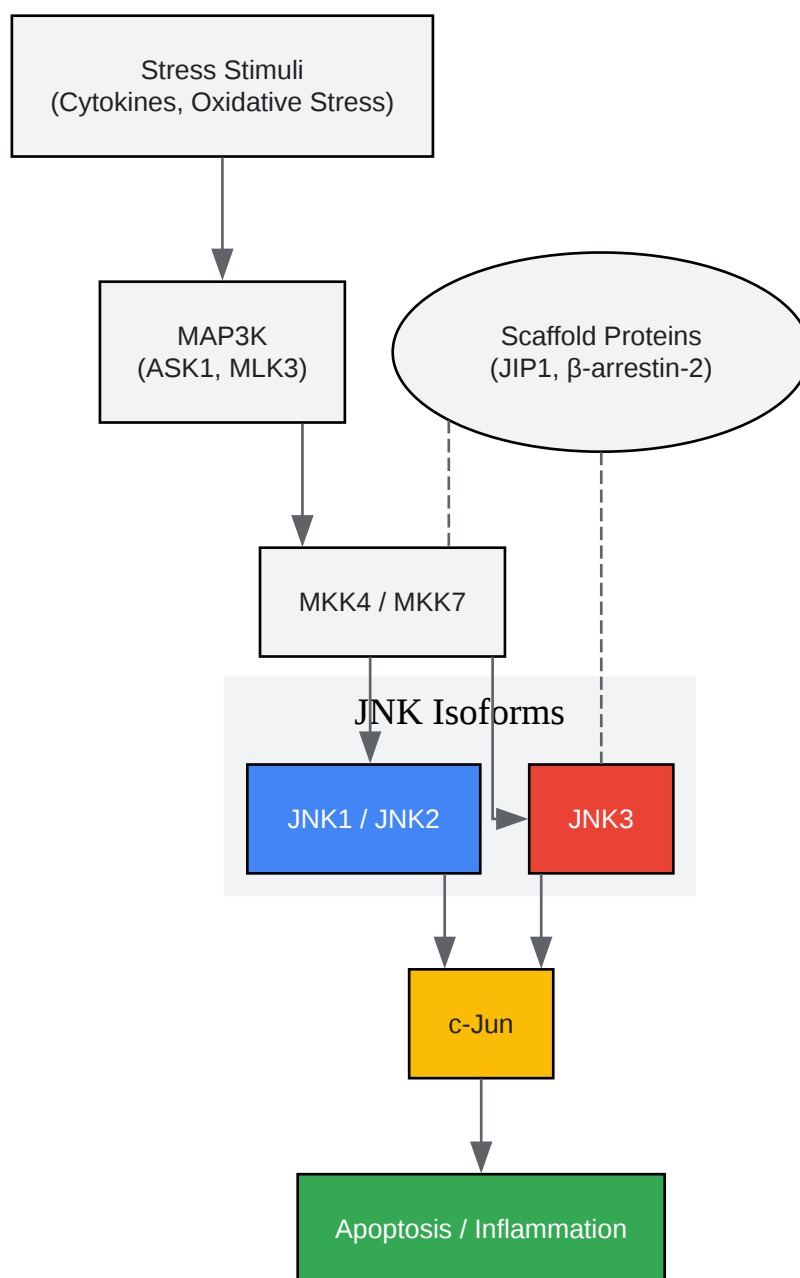 Stress Stimuli
(Cytokines, Oxidative Stress)
MAP3K
(ASK1, MLK3)
Scaffold Proteins
(JIP1, β-arrestin-2)
MKK4 / MKK7
JNK Isoforms
JNK1 / JNK2
JNK3
c-Jun
Apoptosis / Inflammation